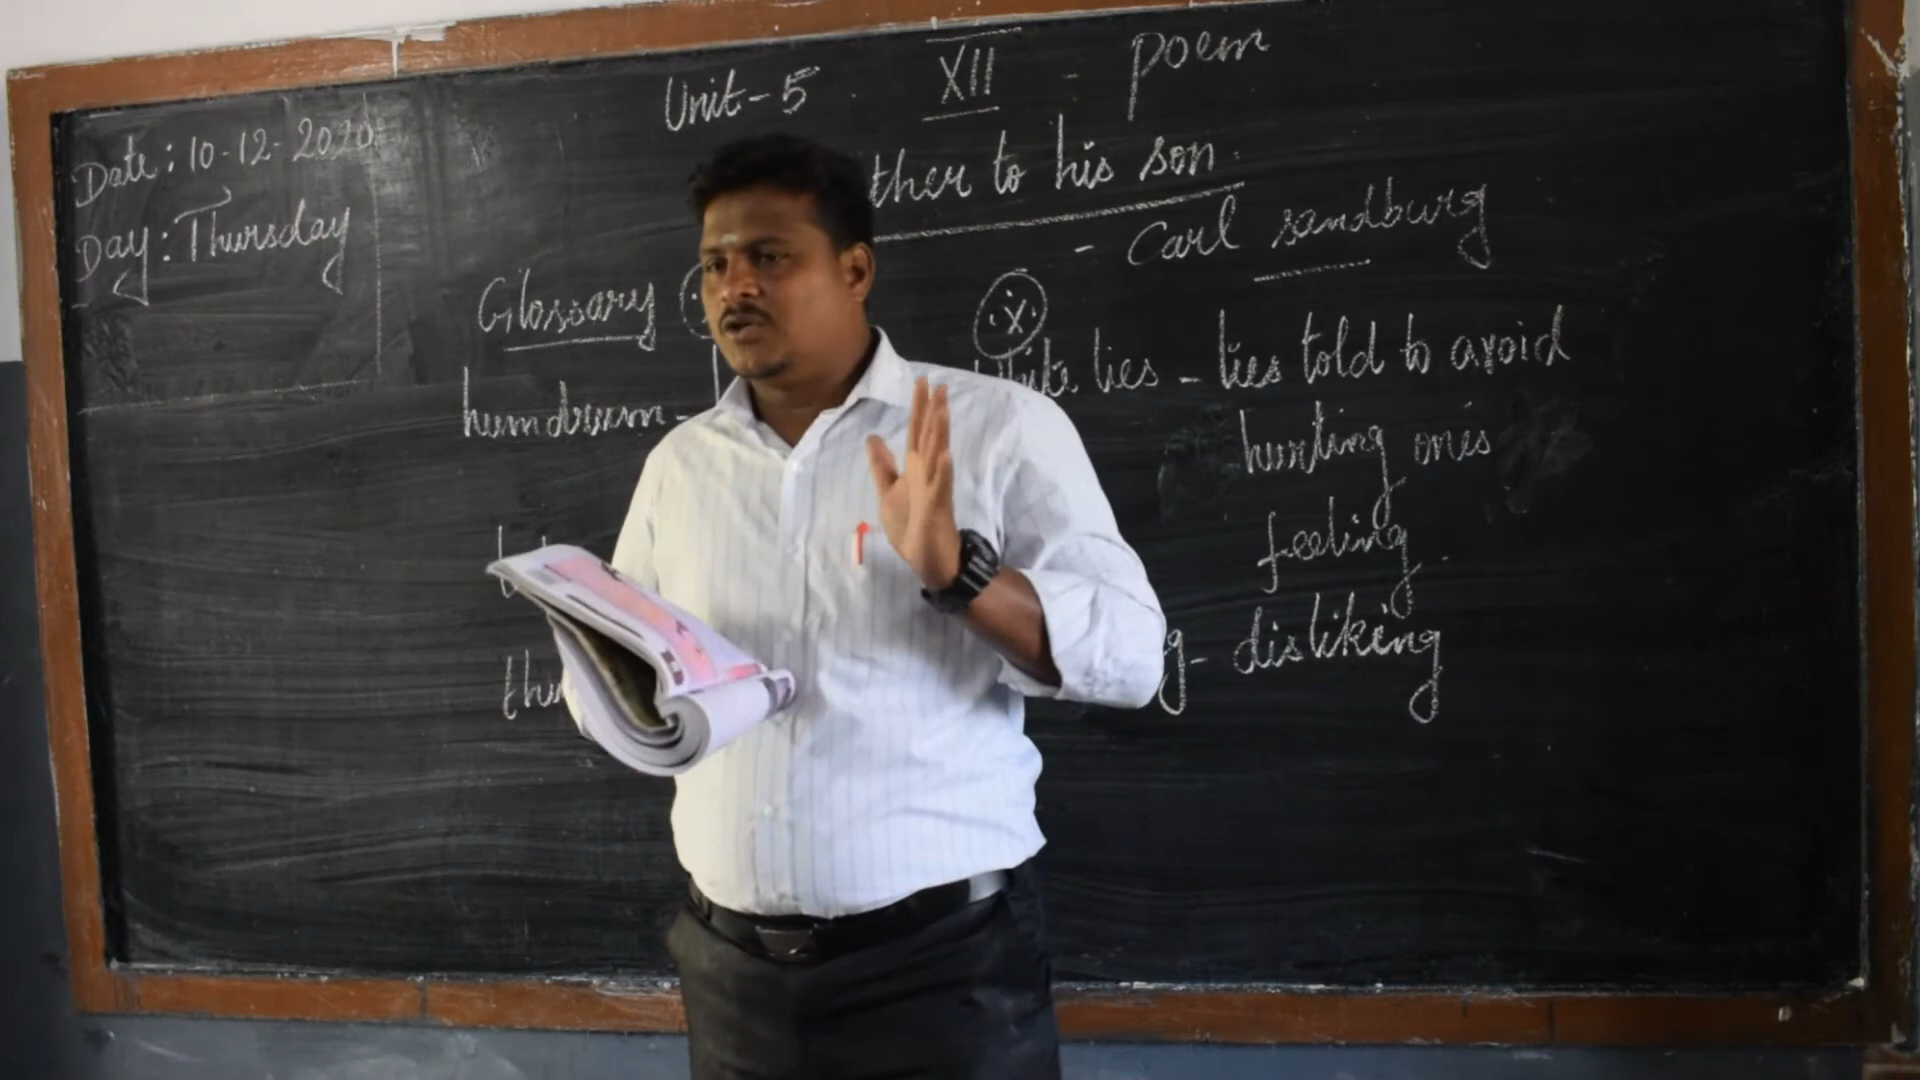 Date: 10-12-2020
Day: Thursday
Unit-5 XII - Poem
ther to his son
- Carl sandburg
Glossary
humdrum -
white lies - lies told to avoid
hurting one's
feeling
g - disliking